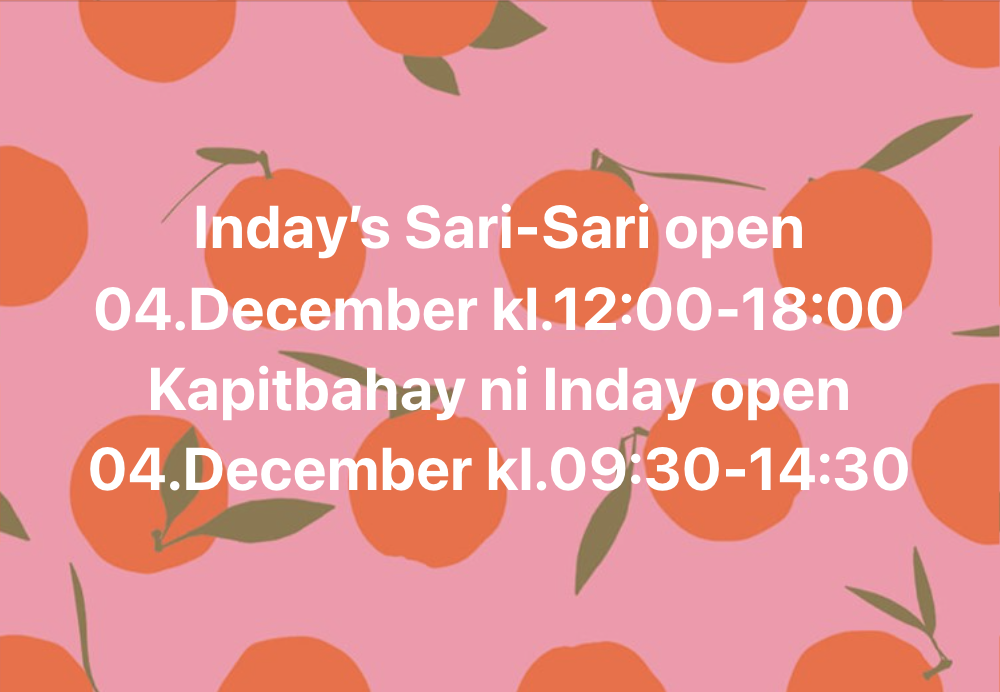 Inday’s Sari-Sari open
04.December kl.12:00-18:00
Kapitbahay ni Inday open
04.December kl.09:30-14:30